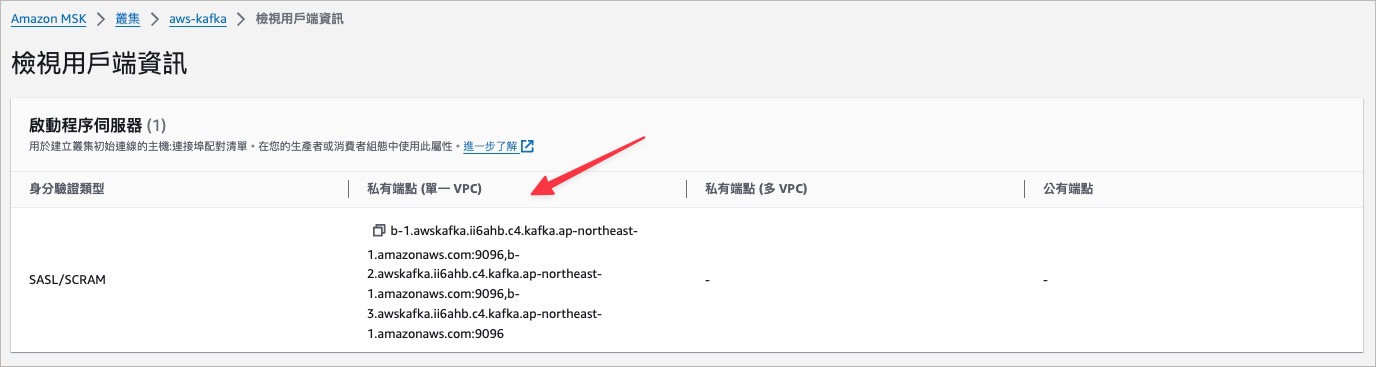 Amazon MSK > 叢集 > aws-kafka > 檢視用戶端資訊
檢視用戶端資訊
啟動程序伺服器 (1)
用於建立叢集初始連線的主機:連接埠配對清單。在您的生產者或消費者組態中使用此屬性。進一步了解
身分驗證類型 私有端點 (單一 VPC) 私有端點 (多 VPC) 公有端點
b-1.awskafka.ii6ahb.c4.kafka.ap-northeast-
1.amazonaws.com:9096,b-
2.awskafka.ii6ahb.c4.kafka.ap-northeast-
SASL/SCRAM - -
1.amazonaws.com:9096,b-
3.awskafka.ii6ahb.c4.kafka.ap-northeast-
1.amazonaws.com:9096